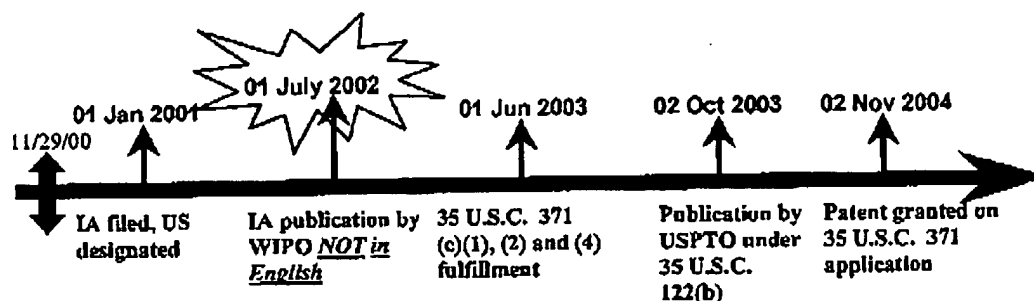 01 July 2002
01 Jan 2001
01 Jun 2003
02 Oct 2003
02 Nov 2004
11/29/00
IA filed, US
designated
IA publication by
WIPO NOT in
English
35 U.S.C. 371
(c)(1), (2) and (4)
fulfillment
Publication by
USPTO under
35 U.S.C.
122(b)
Patent granted on
35 U.S.C. 371
application